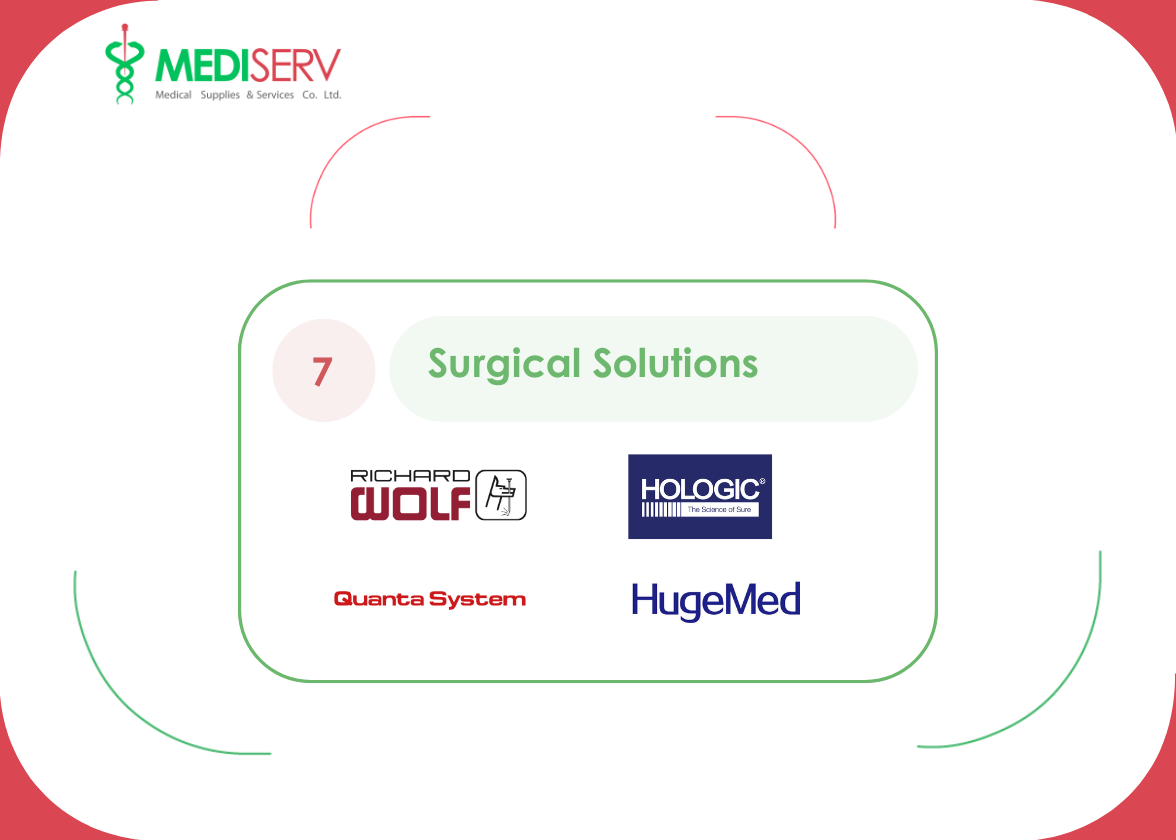 MEDISERV
Medical Supplies & Services Co. Ltd.
7
Surgical Solutions
RICHARD
WOLF
HOLOGIC®
The Science of Sure
Quanta System
HugeMed